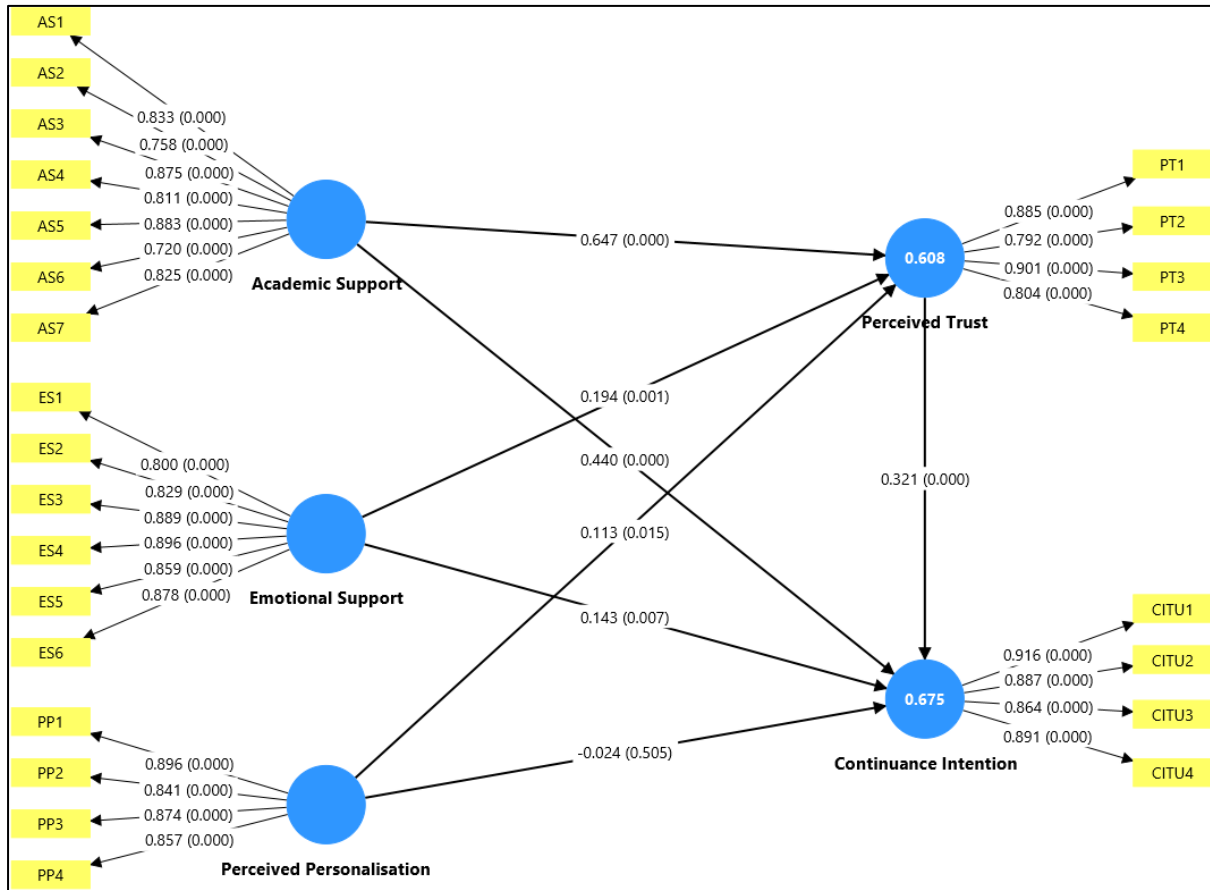 AS1
AS2
AS3
AS4
AS5
AS6
AS7
0.833 (0.000)
0.758 (0.000)
0.875 (0.000)
0.811 (0.000)
0.883 (0.000)
0.720 (0.000)
0.825 (0.000)
Academic Support
ES1
ES2
ES3
ES4
ES5
ES6
0.800 (0.000)
0.829 (0.000)
0.889 (0.000)
0.896 (0.000)
0.859 (0.000)
0.878 (0.000)
Emotional Support
PP1
PP2
PP3
PP4
0.896 (0.000)
0.841 (0.000)
0.874 (0.000)
0.857 (0.000)
Perceived Personalisation
0.647 (0.000)
0.194 (0.001)
0.440 (0.000)
0.113 (0.015)
0.143 (0.007)
-0.024 (0.505)
0.321 (0.000)
0.608
Perceived Trust
0.885 (0.000)
0.792 (0.000)
0.901 (0.000)
0.804 (0.000)
PT1
PT2
PT3
PT4
0.675
Continuance Intention
0.916 (0.000)
0.887 (0.000)
0.864 (0.000)
0.891 (0.000)
CITU1
CITU2
CITU3
CITU4